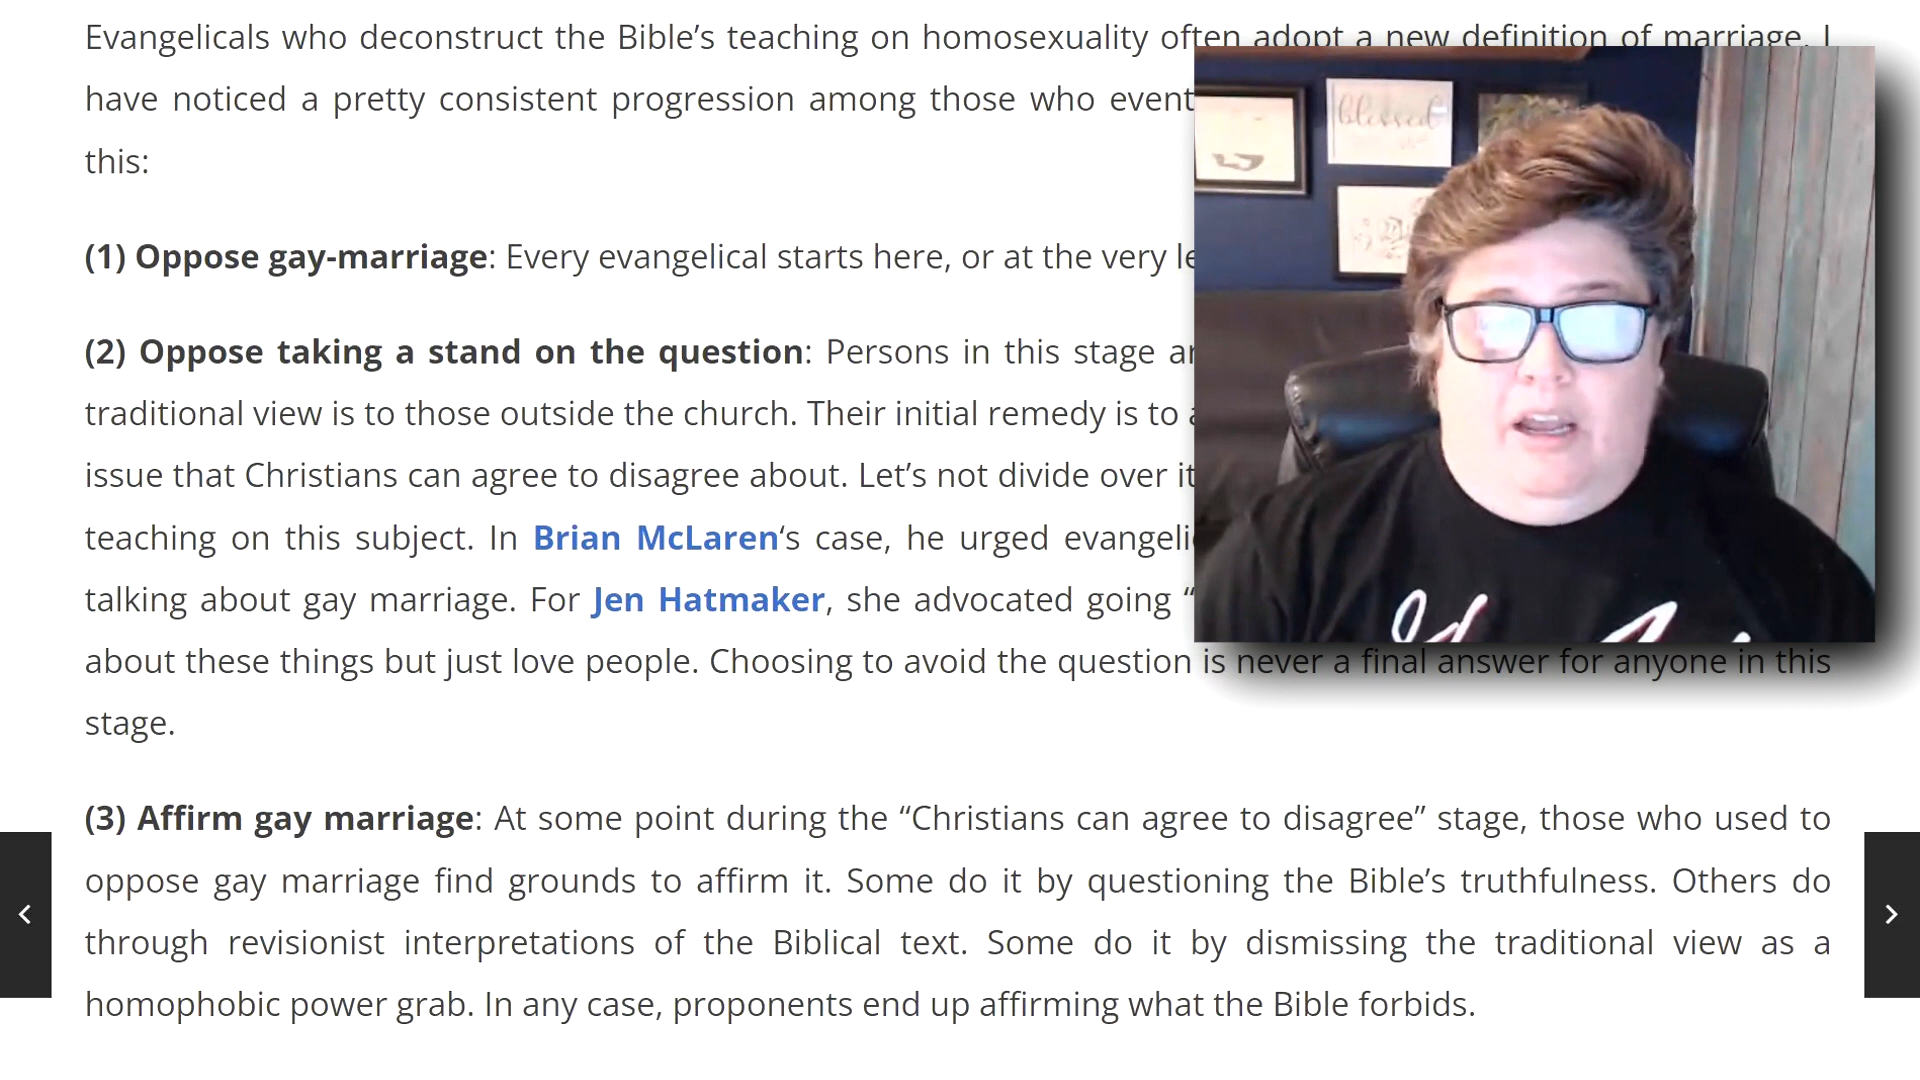 Evangelicals who deconstruct the Bible’s teaching on homosexuality often adopt a new definition of marriage. I
have noticed a pretty consistent progression among those who event
this:
(1) Oppose gay-marriage: Every evangelical starts here, or at the very le
(2) Oppose taking a stand on the question: Persons in this stage ar
traditional view is to those outside the church. Their initial remedy is to a
issue that Christians can agree to disagree about. Let’s not divide over it
teaching on this subject. In Brian McLaren‘s case, he urged evangelic
talking about gay marriage. For Jen Hatmaker, she advocated going “
about these things but just love people. Choosing to avoid the question is never a final answer for anyone in this
stage.
(3) Affirm gay marriage: At some point during the “Christians can agree to disagree” stage, those who used to
oppose gay marriage find grounds to affirm it. Some do it by questioning the Bible’s truthfulness. Others do
through revisionist interpretations of the Biblical text. Some do it by dismissing the traditional view as a
homophobic power grab. In any case, proponents end up affirming what the Bible forbids.
blessed